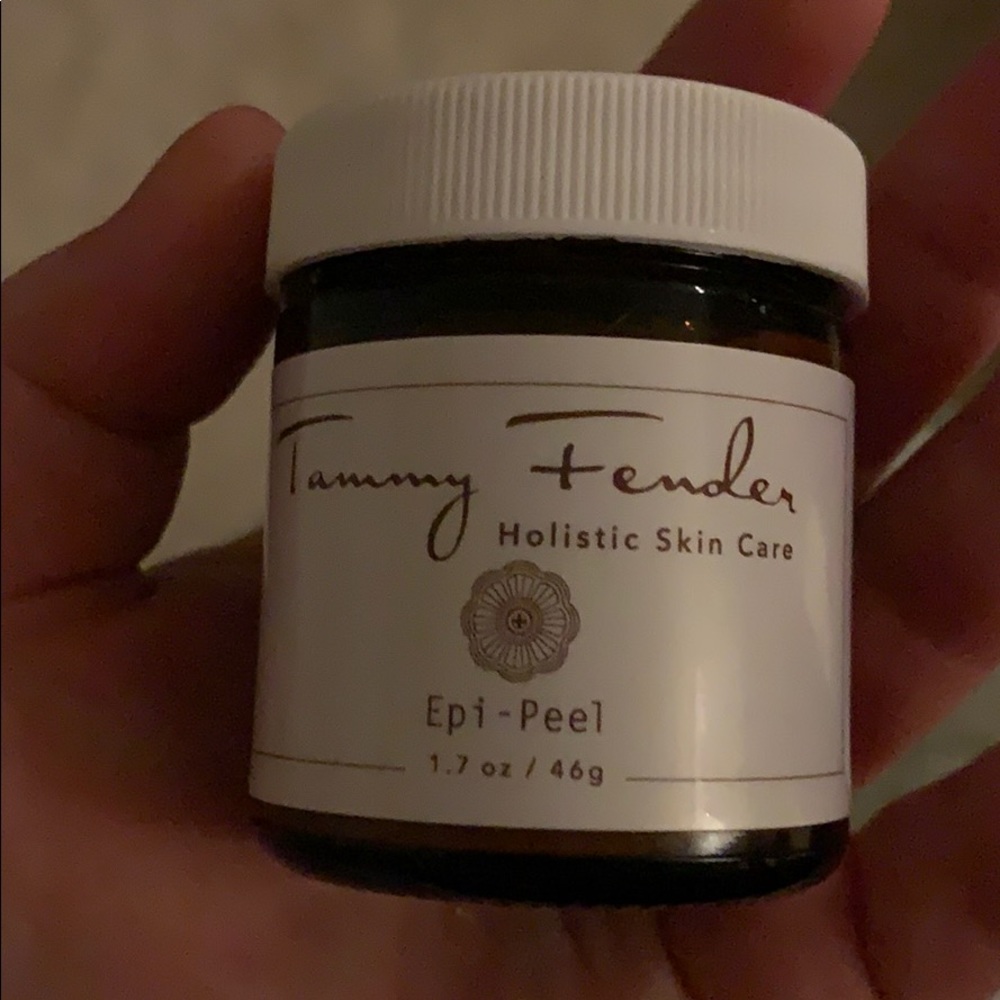 Tammy Fender
Holistic Skin Care
Epi-Peel
1.7 oz / 46g